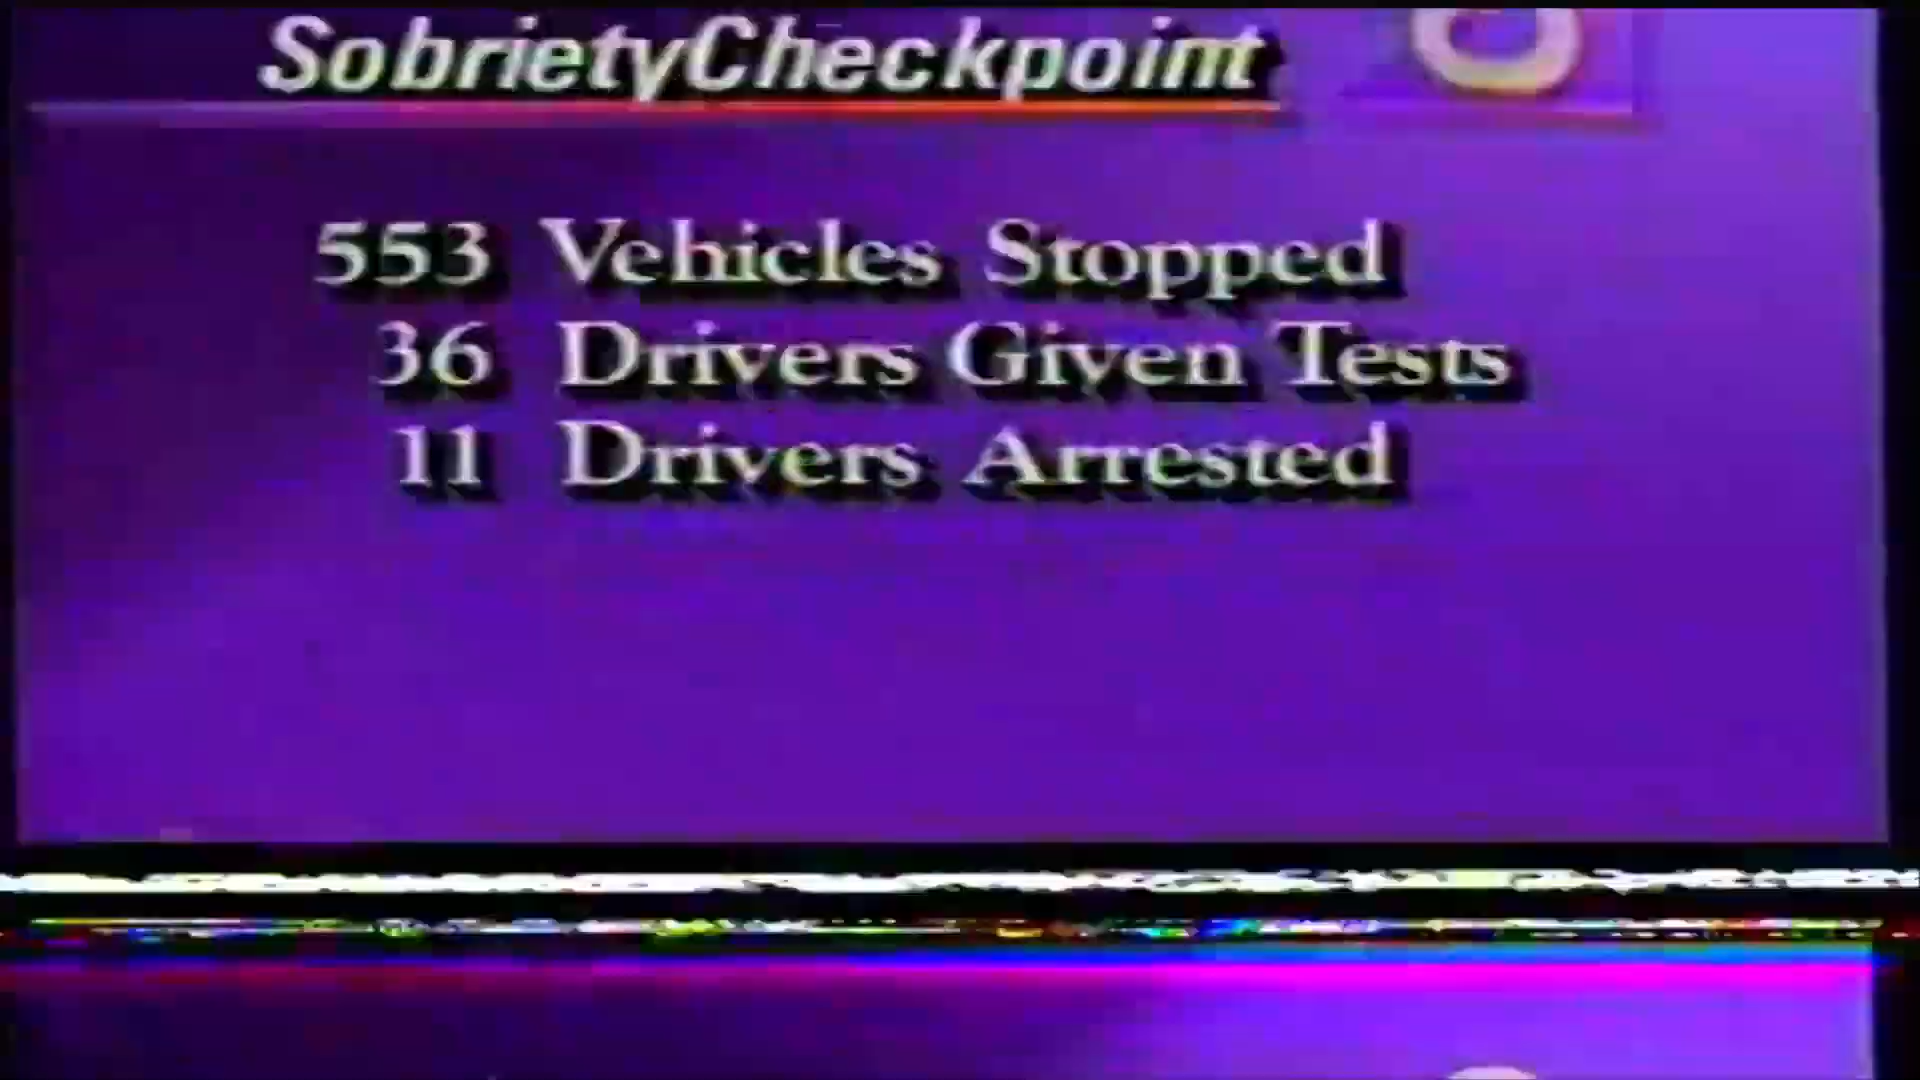 SobrietyCheckpoint
553 Vehicles Stopped
36 Drivers Given Tests
11 Drivers Arrested